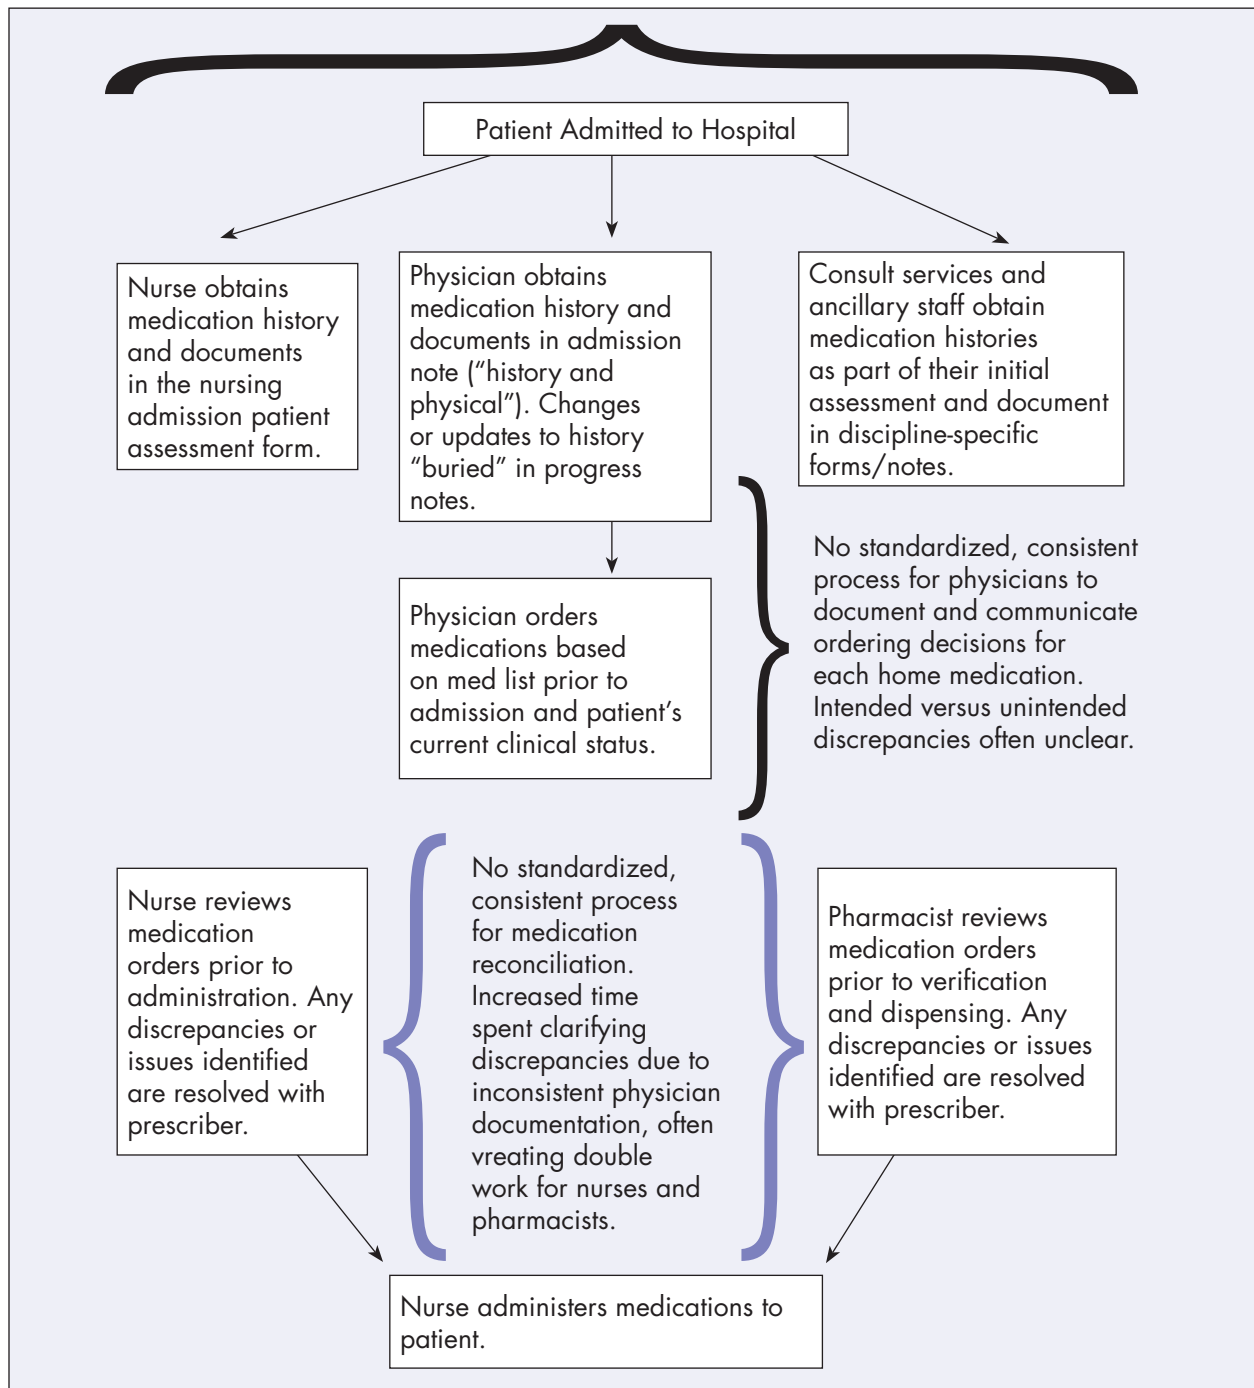 Patient Admitted to Hospital
Nurse obtains
medication history
and documents
in the nursing
admission patient
assessment form.
Physician obtains
medication history and
documents in admission
note (“history and
physical”). Changes
or updates to history
“buried” in progress
notes.
Consult services and
ancillary staff obtain
medication histories
as part of their initial
assessment and document
in discipline-specific
forms/notes.
Physician orders
medications based
on med list prior to
admission and patient’s
current clinical status.
No standardized, consistent
process for physicians to
document and communicate
ordering decisions for
each home medication.
Intended versus unintended
discrepancies often unclear.
Nurse reviews
medication
orders prior to
administration. Any
discrepancies or
issues identified
are resolved with
prescriber.
No standardized,
consistent process
for medication
reconciliation.
Increased time
spent clarifying
discrepancies due to
inconsistent physician
documentation, often
vreating double
work for nurses and
pharmacists.
Pharmacist reviews
medication orders
prior to verification
and dispensing. Any
discrepancies or issues
identified are resolved
with prescriber.
Nurse administers medications to
patient.